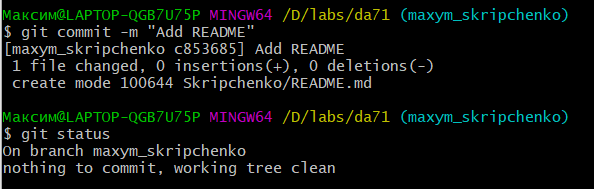 Максим@LAPTOP-QGB7U75P MINGW64 /D/labs/da71 (maxym_skripchenko)
$ git commit -m "Add README"
[maxym_skripchenko c853685] Add README
 1 file changed, 0 insertions(+), 0 deletions(-)
 create mode 100644 Skripchenko/README.md
Максим@LAPTOP-QGB7U75P MINGW64 /D/labs/da71 (maxym_skripchenko)
$ git status
On branch maxym_skripchenko
nothing to commit, working tree clean